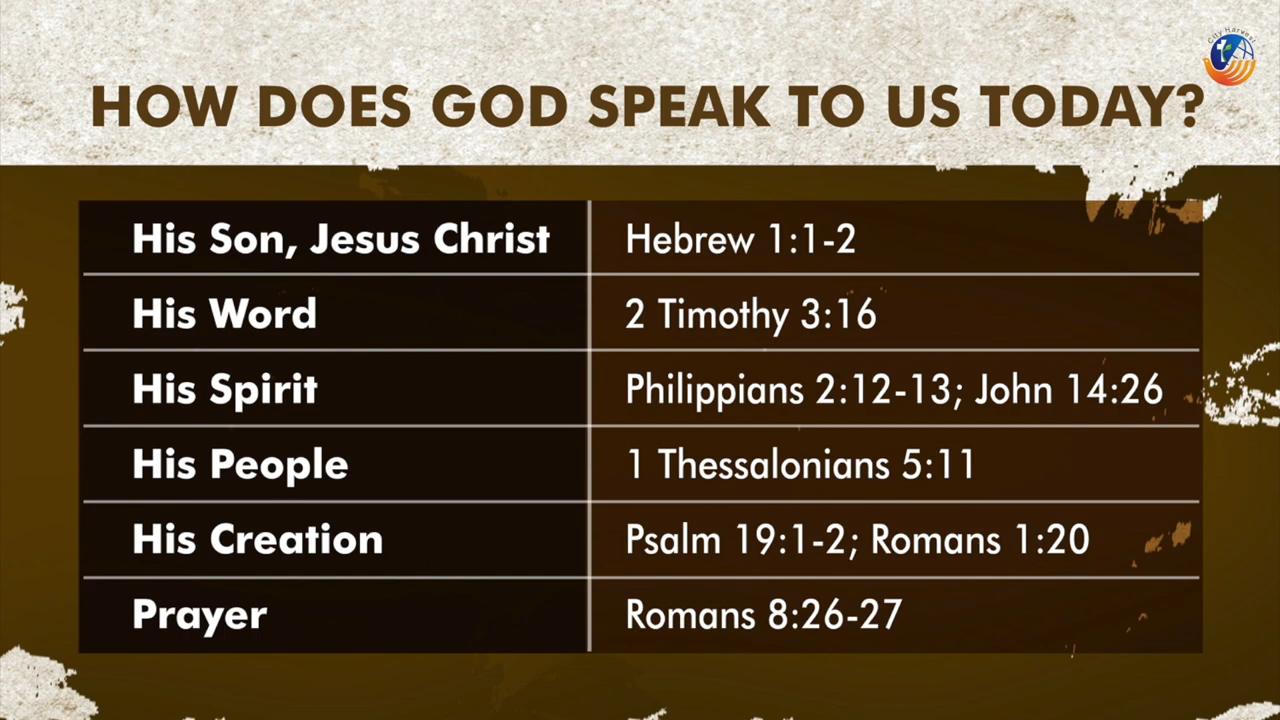 City Harvest
HOW DOES GOD SPEAK TO US TODAY?
His Son, Jesus Christ Hebrew 1:1-2
His Word 2 Timothy 3:16
His Spirit Philippians 2:12-13; John 14:26
His People 1 Thessalonians 5:11
His Creation Psalm 19:1-2; Romans 1:20
Prayer Romans 8:26-27